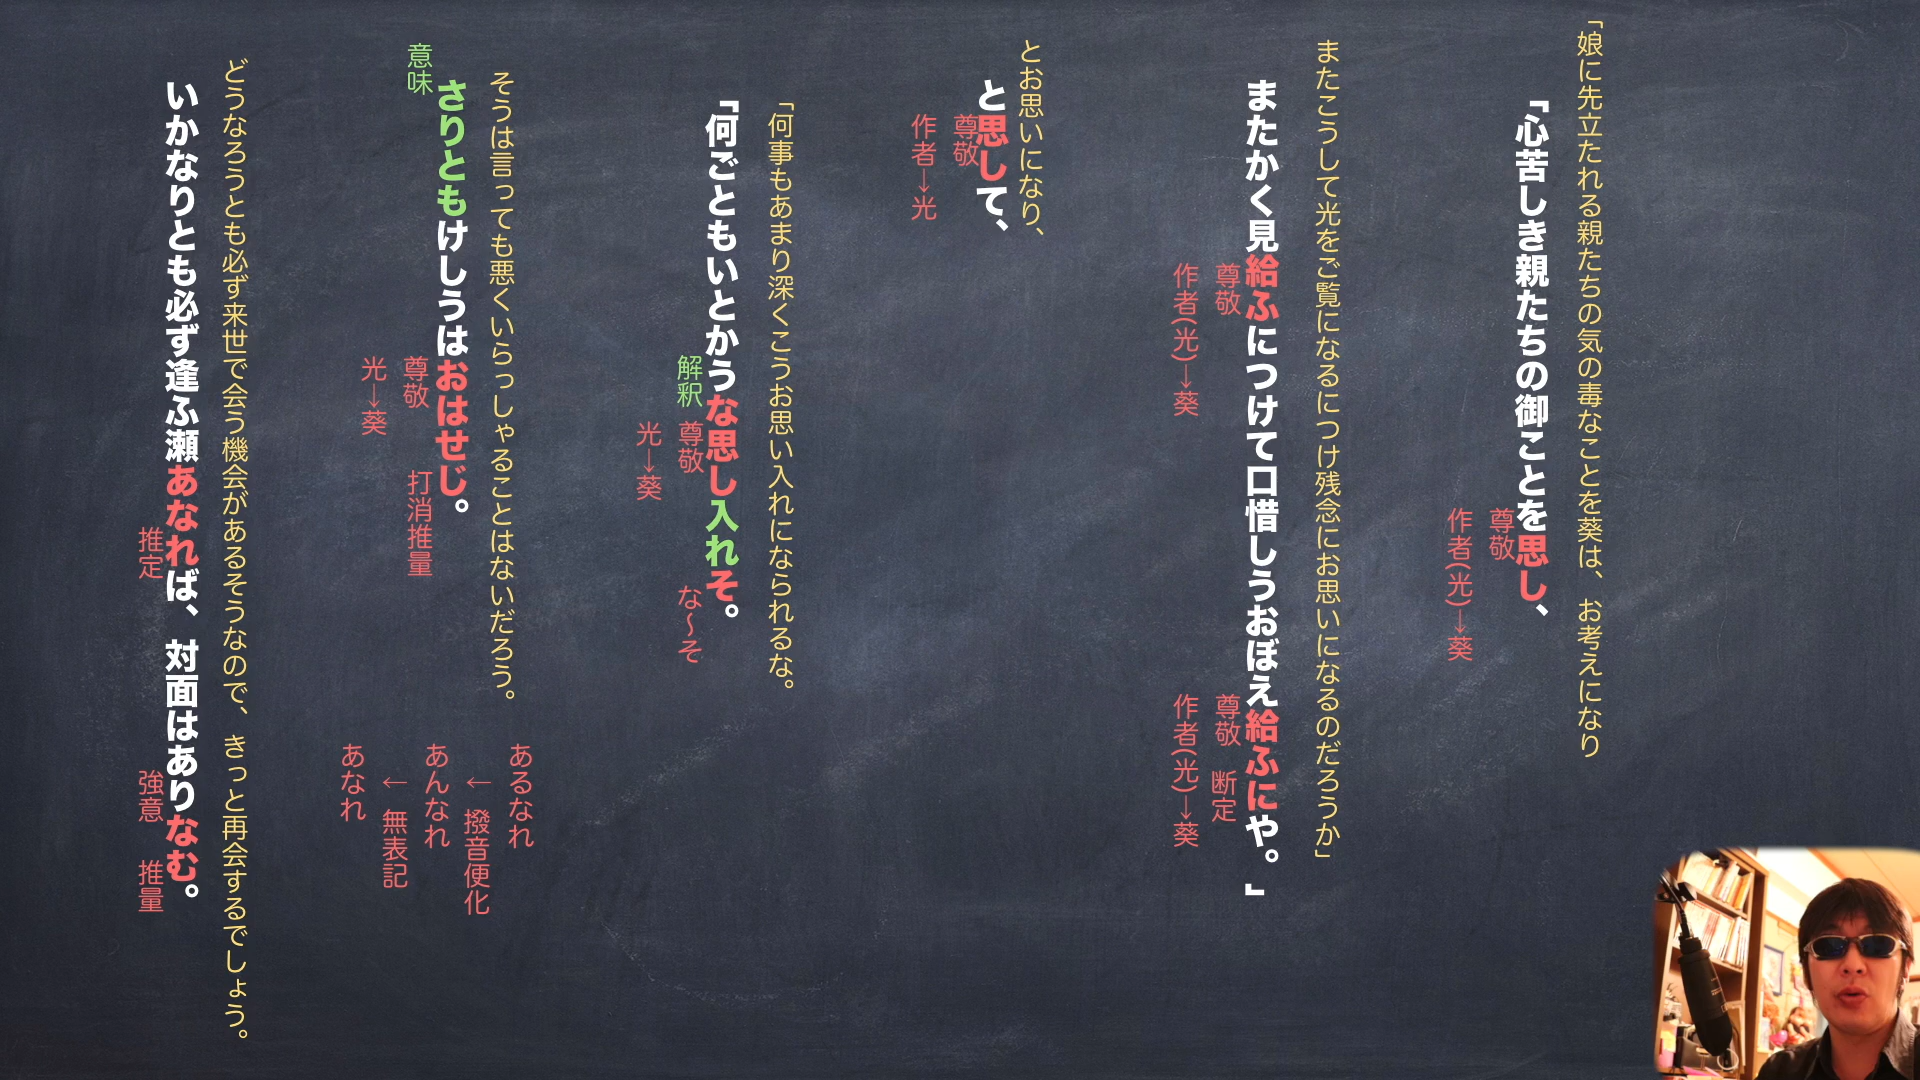 「娘に先立たれる親たちの気の毒なことを葵は、お考えになり
「心苦しき親たちの御ことを思し、
尊敬
作者(光)→葵
またこうして光をご覧になるにつけ残念にお思いになるのだろうか」
またかく見給ふにつけて口惜しうおぼえ給ふにや。」
尊敬
作者(光)→葵
尊敬 断定
作者(光)→葵
とお思いになり、
と思して、
尊敬
作者→光
「何事もあまり深くこうお思い入れになられるな。
「何ごともいとかうな思し入れそ。
解釈
尊敬
光→葵
な〜そ
そうは言っても悪くいらっしゃることはないだろう。
さりともけしうはおはせじ。
意味
尊敬
光→葵
打消推量
あるなれ
← 撥音便化
あんなれ
← 無表記
あなれ
どうなろうとも必ず来世で会う機会があるそうなので、きっと再会するでしょう。
いかなりとも必ず逢ふ瀬あなれば、対面はありなむ。
推定
強意 推量